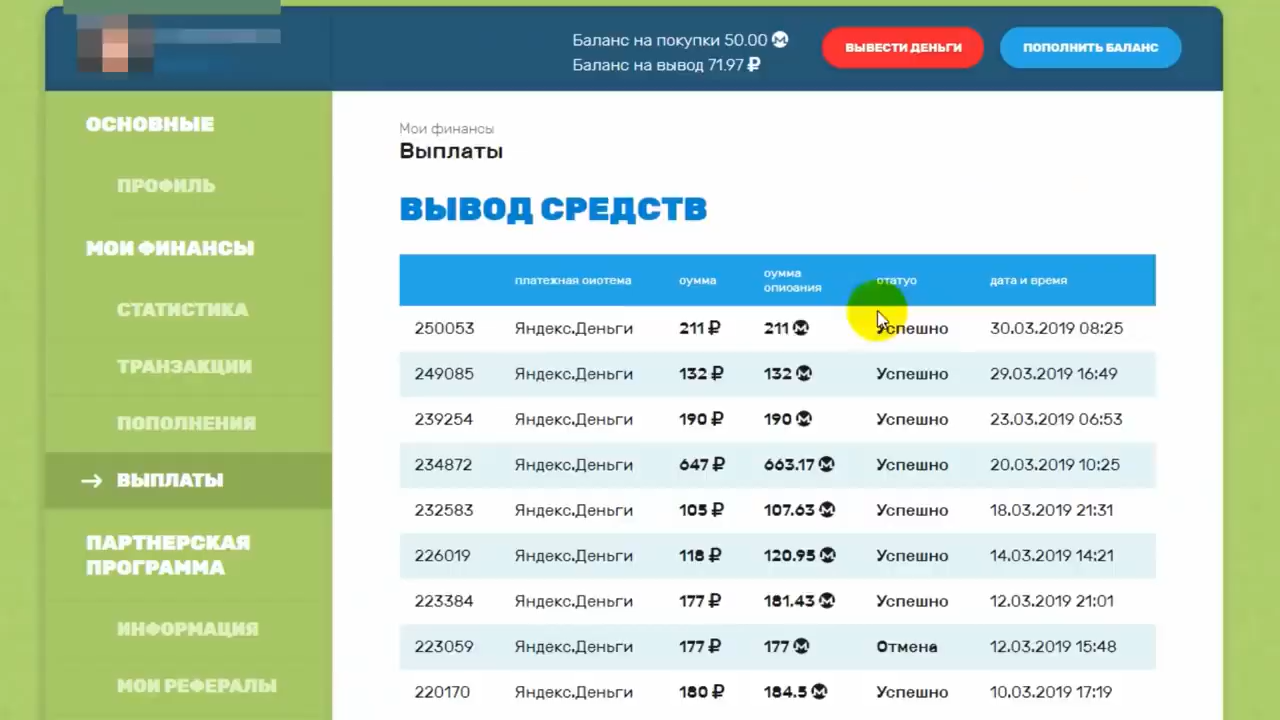 Баланс на покупки 50.00
Баланс на вывод 71.97 ₽
ВЫВЕСТИ ДЕНЬГИ
ПОПОЛНИТЬ БАЛАНС
ОСНОВНЫЕ
ПРОФИЛЬ
МОИ ФИНАНСЫ
СТАТИСТИКА
ТРАНЗАКЦИИ
ПОПОЛНЕНИЯ
→ ВЫПЛАТЫ
ПАРТНЕРСКАЯ
ПРОГРАММА
ИНФОРМАЦИЯ
МОИ РЕФЕРАЛЫ
Мои финансы
Выплаты
ВЫВОД СРЕДСТВ
платежная система сумма сумма списания статус дата и время
250053 Яндекс.Деньги 211 ₽ 211 Успешно 30.03.2019 08:25
249085 Яндекс.Деньги 132 ₽ 132 Успешно 29.03.2019 16:49
239254 Яндекс.Деньги 190 ₽ 190 Успешно 23.03.2019 06:53
234872 Яндекс.Деньги 647 ₽ 663.17 Успешно 20.03.2019 10:25
232583 Яндекс.Деньги 105 ₽ 107.63 Успешно 18.03.2019 21:31
226019 Яндекс.Деньги 118 ₽ 120.95 Успешно 14.03.2019 14:21
223384 Яндекс.Деньги 177 ₽ 181.43 Успешно 12.03.2019 21:01
223059 Яндекс.Деньги 177 ₽ 177 Отмена 12.03.2019 15:48
220170 Яндекс.Деньги 180 ₽ 184.5 Успешно 10.03.2019 17:19